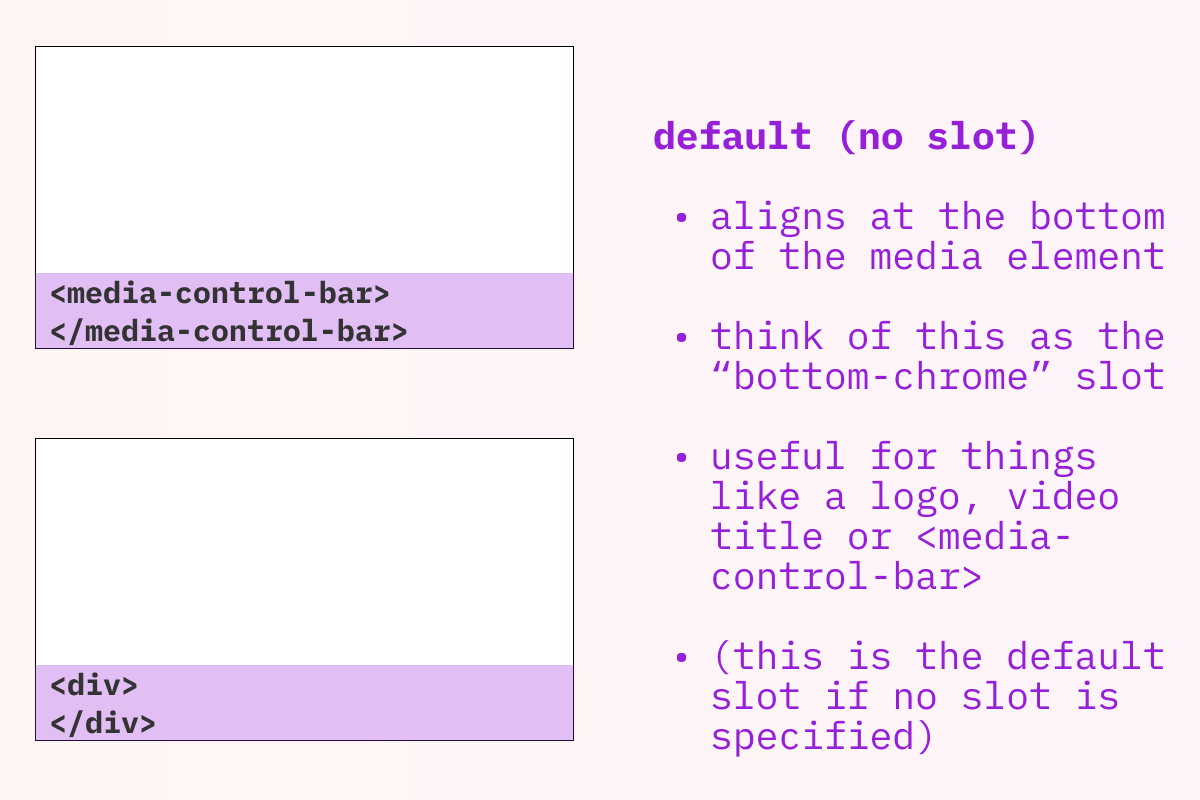 <media-control-bar>
</media-control-bar>
<div>
</div>
default (no slot)
• aligns at the bottom
of the media element
• think of this as the
“bottom-chrome” slot
• useful for things
like a logo, video
title or <media-
control-bar>
• (this is the default
slot if no slot is
specified)